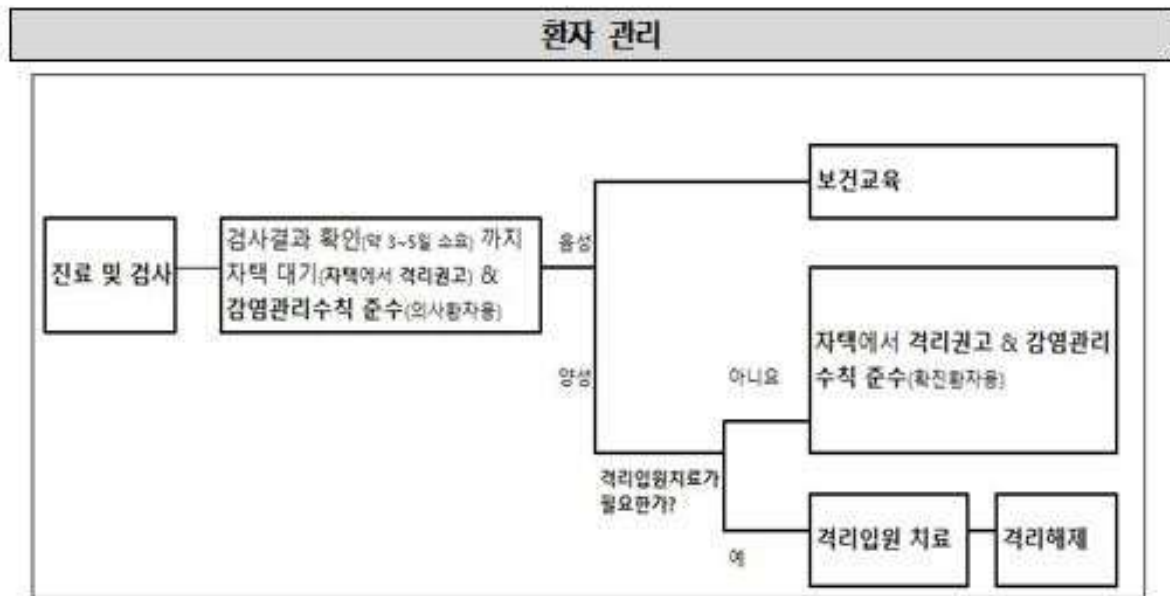 환자 관리
진료 및 검사
검사결과 확인(약 3~5일 소요) 까지
자택 대기(자택에서 격리권고) &
감염관리수칙 준수(의사환자용)
음성
양성
보건교육
아니요
자택에서 격리권고 & 감염관리
수칙 준수(확진환자용)
격리입원치료가
필요한가?
예
격리입원 치료
격리해제